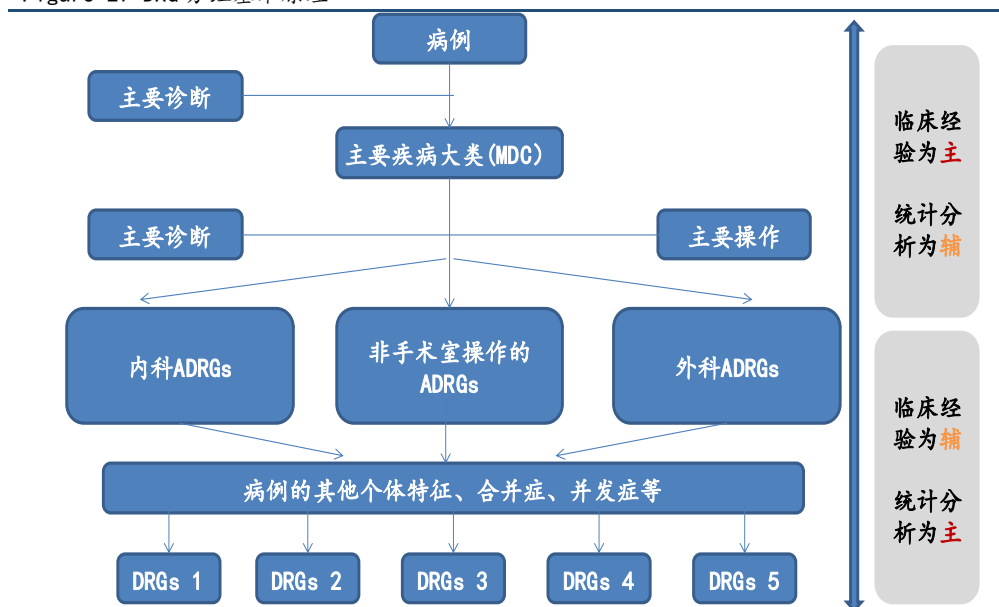 病例
主要诊断
主要疾病大类(MDC)
主要诊断
主要操作
内科ADRGs
非手术室操作的
ADRGs
外科ADRGs
病例的其他个体特征、合并症、并发症等
DRGs 1
DRGs 2
DRGs 3
DRGs 4
DRGs 5
临床经
验为主
统计分
析为辅
临床经
验为辅
统计分
析为主